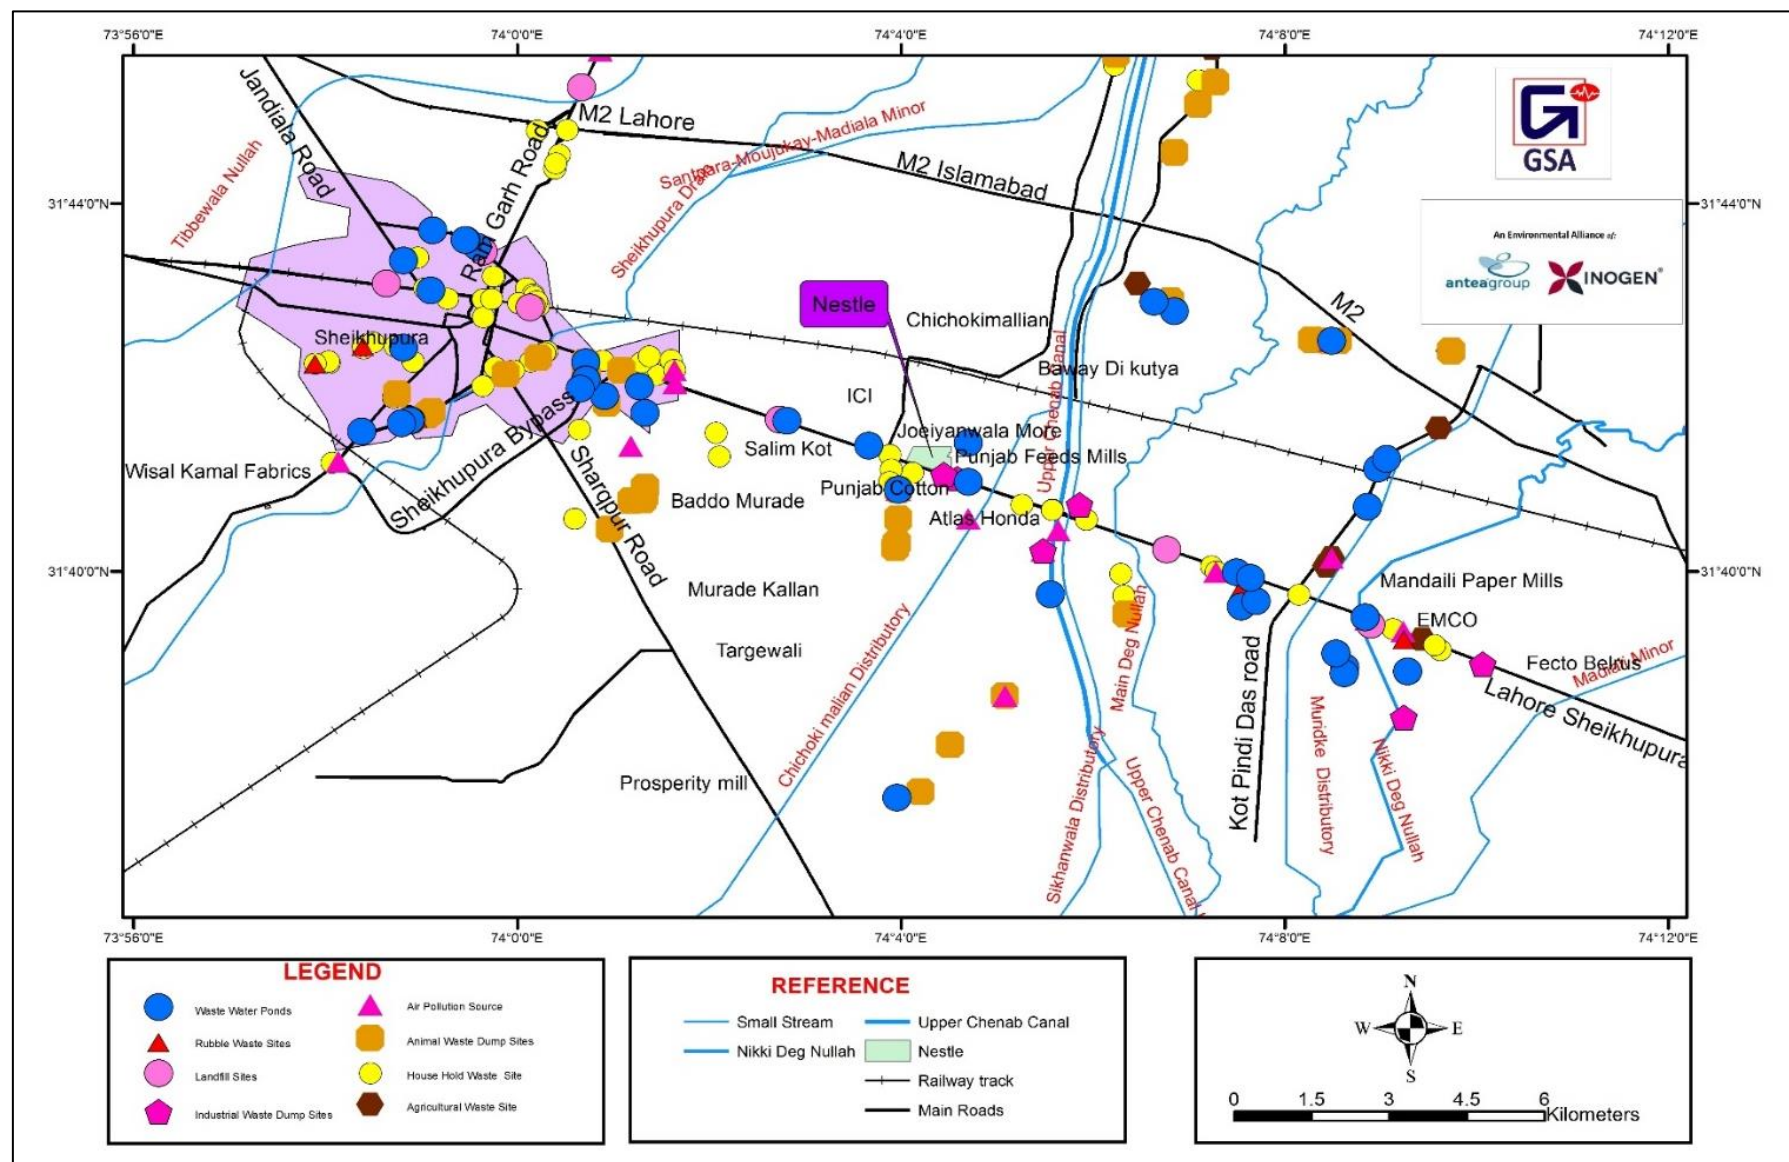 73°56'0"E 74°0'0"E 74°4'0"E 74°8'0"E 74°12'0"E
GSA
Jandiala Road
M2 Lahore
Santpara-Moujukay-Madiala Minor
M2 Islamabad
Tibbewala Nullah
Ram Garh Road
Sheikhupura Drain
31°44'0"N 31°44'0"N
An Environmental Alliance of:
anteagroup INOGEN®
Nestle
M2
Chichokimallian
Sheikhupura
Upper Chenab Canal
Baway Di kutya
ICI
Joeiyanwala More
Salim Kot
Punjab Feeds Mills
Wisal Kamal Fabrics
Sheikhupura Bypass
Sharqpur Road
Baddo Murade
Punjab Cotton
Atlas Honda
31°40'0"N 31°40'0"N
Murade Kallan
Mandaili Paper Mills
EMCO
Targewali
Fecto Belrus
Madiali Minor
Chichoki malian Distributory
Main Deg Nullah
Kot Pindi Das road
Muridke Distributory
Nikki Deg Nullah
Lahore Sheikhupura
Prosperity mill
Sikhanwala Distributory
Upper Chenab Canal
73°56'0"E 74°0'0"E 74°4'0"E 74°8'0"E 74°12'0"E
LEGEND
Waste Water Ponds
Air Pollution Source
Rubble Waste Sites
Animal Waste Dump Sites
Landfill Sites
House Hold Waste Site
Industrial Waste Dump Sites
Agricultural Waste Site
REFERENCE
Small Stream
Upper Chenab Canal
Nikki Deg Nullah
Nestle
Railway track
Main Roads
N
W E
S
0 1.5 3 4.5 6
Kilometers